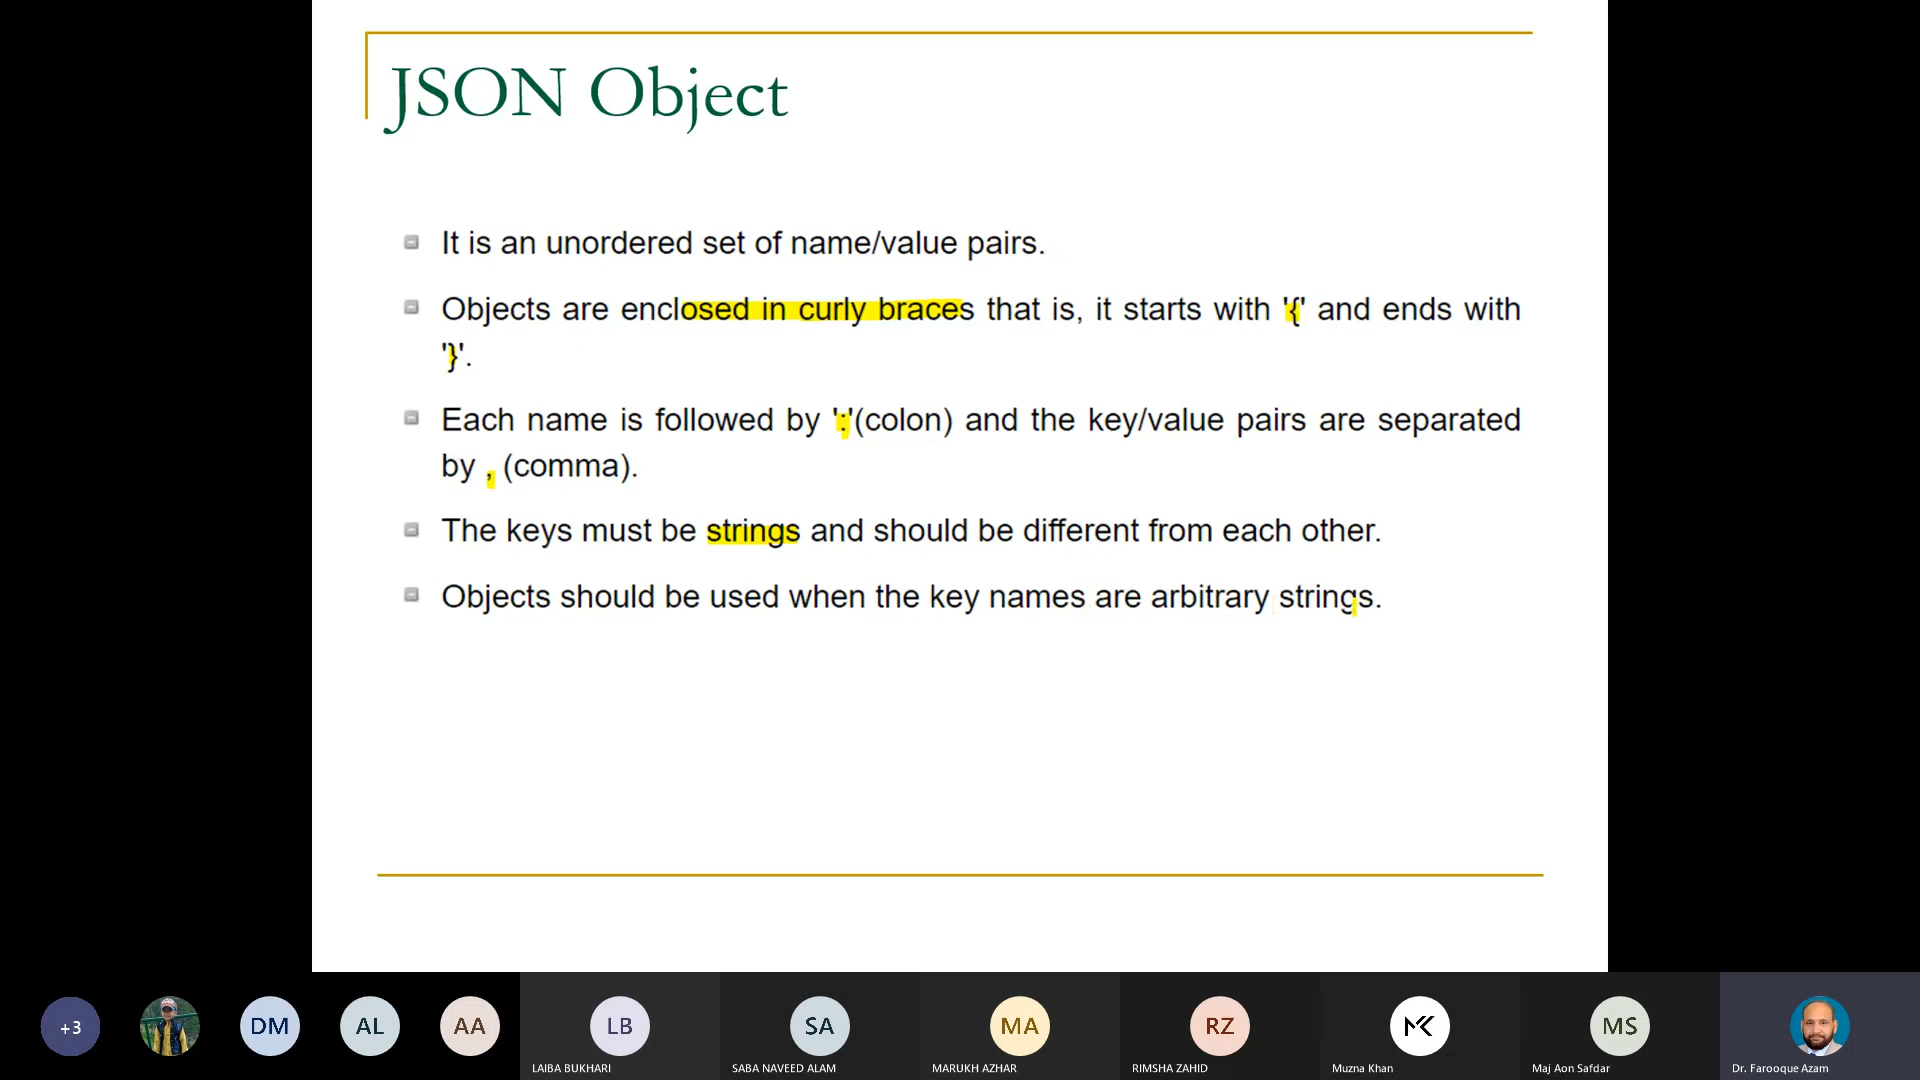 JSON Object
It is an unordered set of name/value pairs.
Objects are enclosed in curly braces that is, it starts with '{' and ends with
'}'.
Each name is followed by ':'(colon) and the key/value pairs are separated
by , (comma).
The keys must be strings and should be different from each other.
Objects should be used when the key names are arbitrary strings.
+3
DM
AL
AA
LB
SA
MA
RZ
MK
MS
LAIBA BUKHARI
SABA NAVEED ALAM
MARUKH AZHAR
RIMSHA ZAHID
Muzna Khan
Maj Aon Safdar
Dr. Farooque Azam